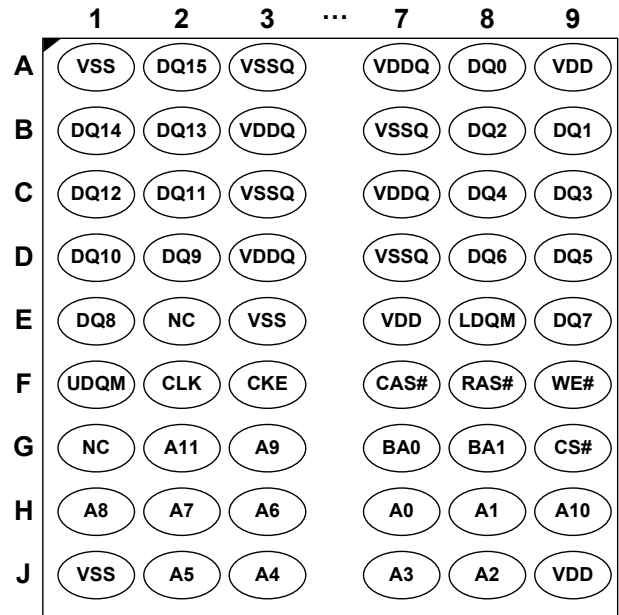 1 2 3 ... 7 8 9
A VSS DQ15 VSSQ VDDQ DQ0 VDD
B DQ14 DQ13 VDDQ VSSQ DQ2 DQ1
C DQ12 DQ11 VSSQ VDDQ DQ4 DQ3
D DQ10 DQ9 VDDQ VSSQ DQ6 DQ5
E DQ8 NC VSS VDD LDQM DQ7
F UDQM CLK CKE CAS# RAS# WE#
G NC A11 A9 BA0 BA1 CS#
H A8 A7 A6 A0 A1 A10
J VSS A5 A4 A3 A2 VDD